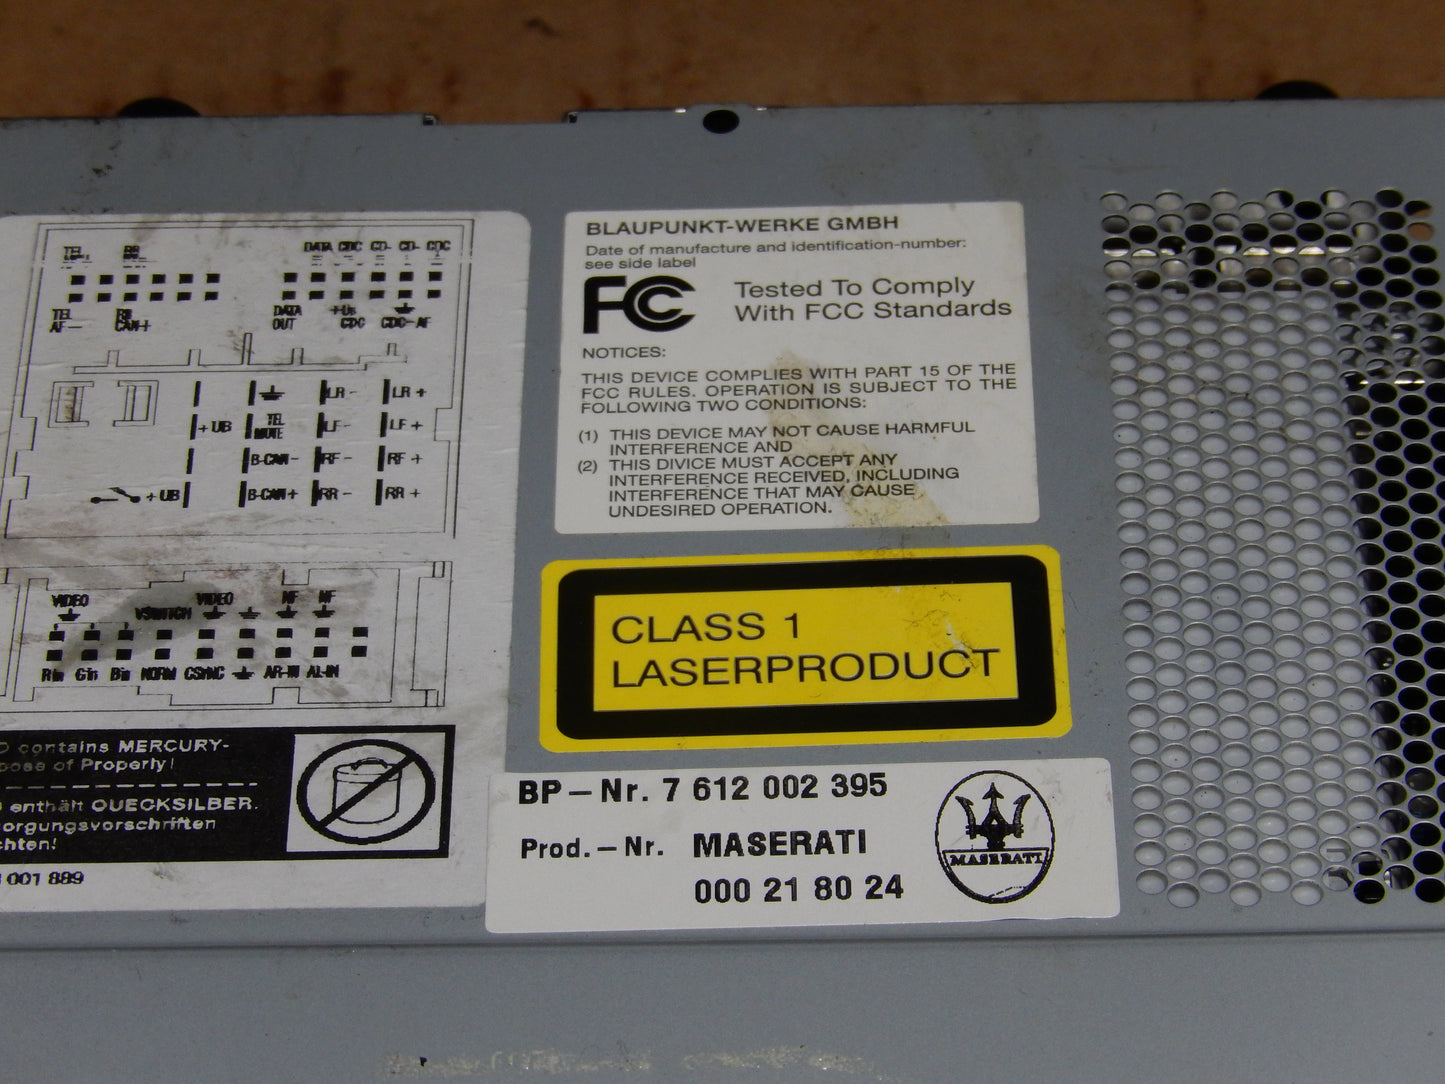 TEL
DATA CDC CD- CD- CDC
TEL
AF-
CAN+
DATA
OUT
+Ub
CDC
CDC-AF
LR -
LR +
+UB
TEL
MUTE
LF -
LF +
B-CAN-
RF -
RF +
+UB
B-CAN+
RR -
RR +
VIDEO
VIDEO
NF
NF
VSWITCH
Rin
Gin
Bin
NORM
CSYNC
AR-IN
AL-IN
contains MERCURY-
pose of Properly!
enthält QUECKSILBER.
sorgungsvorschriften
chten!
001 889
BLAUPUNKT-WERKE GMBH
Date of manufacture and identification-number:
see side label
FC
Tested To Comply
With FCC Standards
NOTICES:
THIS DEVICE COMPLIES WITH PART 15 OF THE
FCC RULES. OPERATION IS SUBJECT TO THE
FOLLOWING TWO CONDITIONS:
(1) THIS DEVICE MAY NOT CAUSE HARMFUL
INTERFERENCE AND
(2) THIS DIVICE MUST ACCEPT ANY
INTERFERENCE RECEIVED, INCLUDING
INTERFERENCE THAT MAY CAUSE
UNDESIRED OPERATION.
CLASS 1
LASERPRODUCT
BP-Nr. 7 612 002 395
Prod.-Nr. MASERATI
000 21 80 24
MASERATI